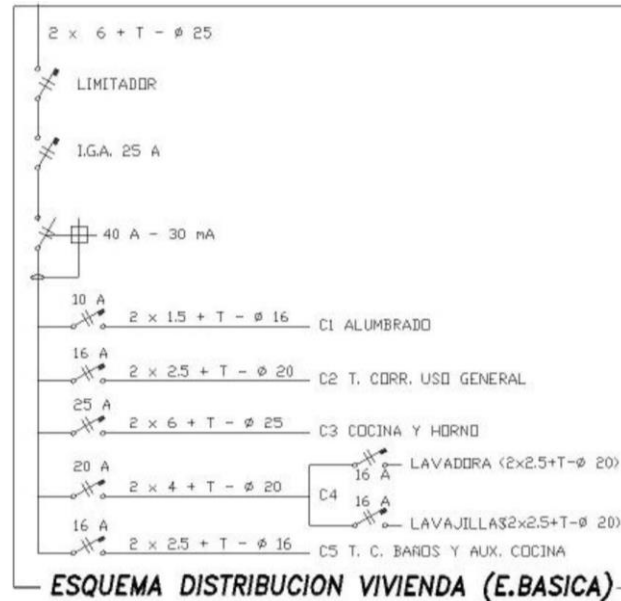 2 x 6 + T - ø 25
LIMITADOR
I.G.A. 25 A
40 A - 30 mA
10 A
2 x 1.5 + T - ø 16
C1 ALUMBRADO
16 A
2 x 2.5 + T - ø 20
C2 T. CORR. USO GENERAL
25 A
2 x 6 + T - ø 25
C3 COCINA Y HORNO
20 A
2 x 4 + T - ø 20
C4
16 A
LAVADORA (2x2.5+T-ø 20)
16 A
LAVAJILLAS(2x2.5+T-ø 20)
16 A
2 x 2.5 + T - ø 16
C5 T. C. BAÑOS Y AUX. COCINA
ESQUEMA DISTRIBUCION VIVIENDA (E.BASICA)